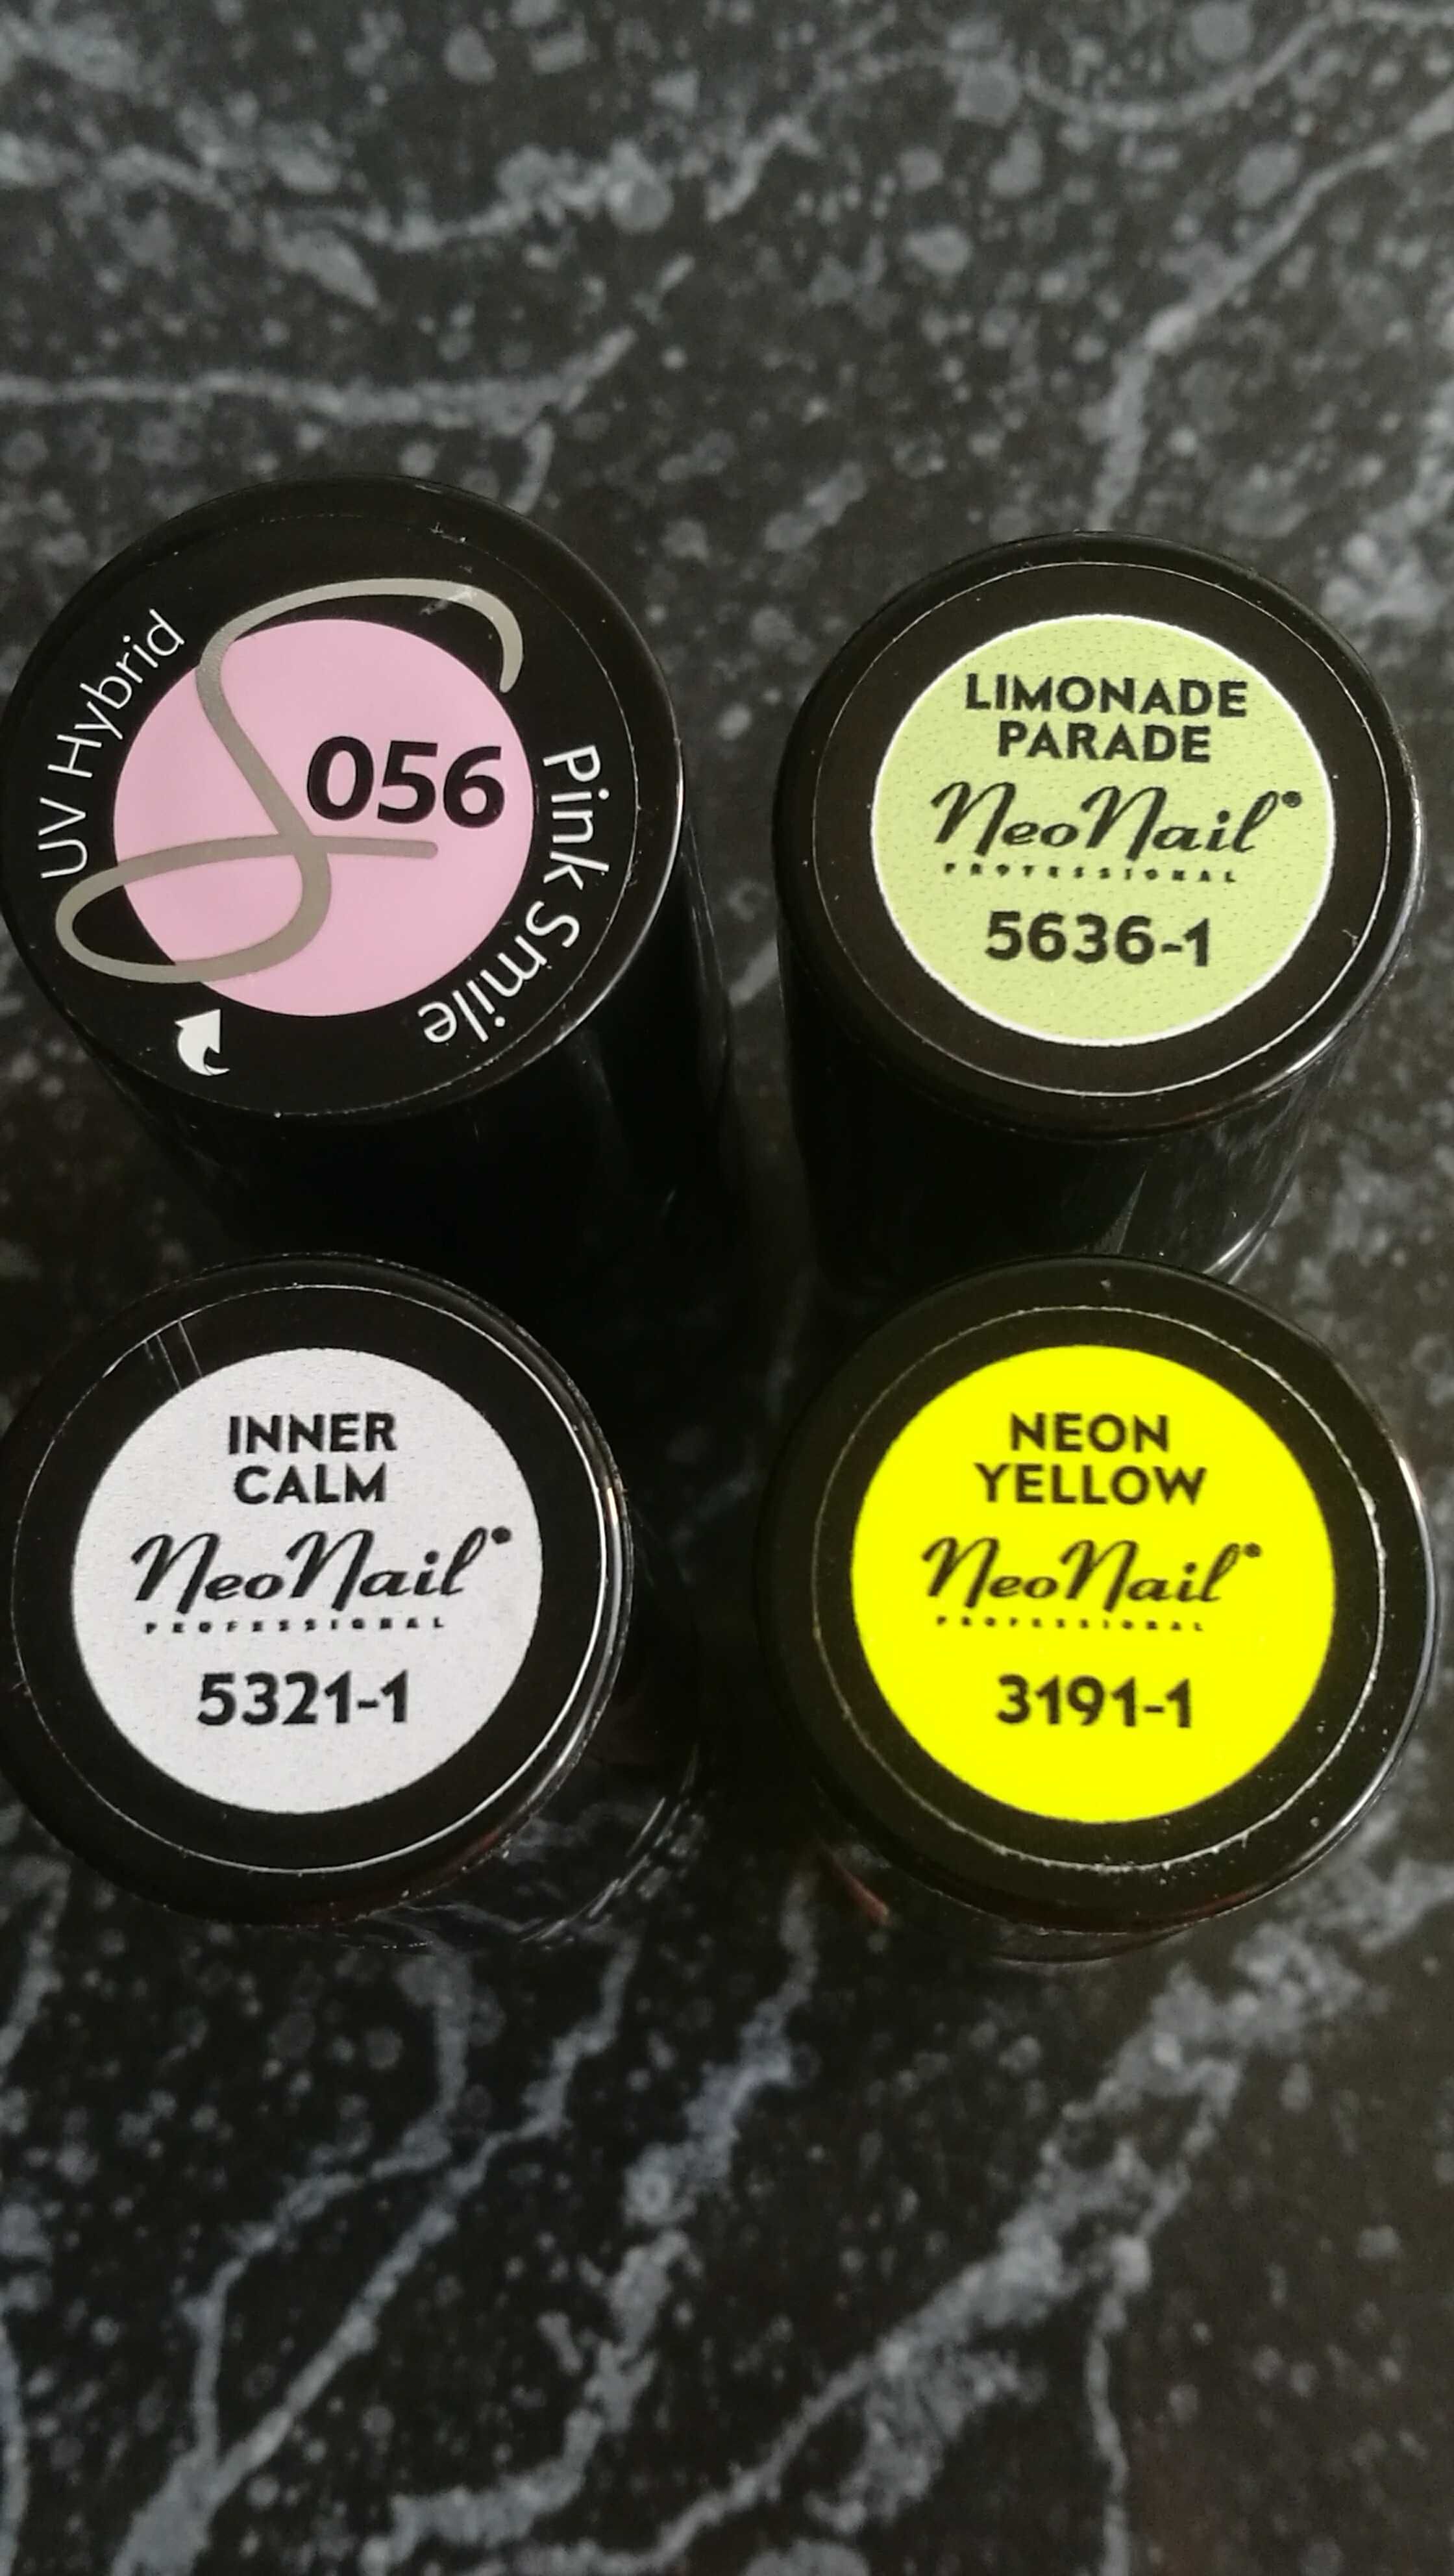 UV Hybrid
056
Pink Smile
LIMONADE
PARADE
NeoNail®
PROFESSIONAL
5636-1
INNER
CALM
NeoNail®
PROFESSIONAL
5321-1
NEON
YELLOW
NeoNail®
PROFESSIONAL
3191-1